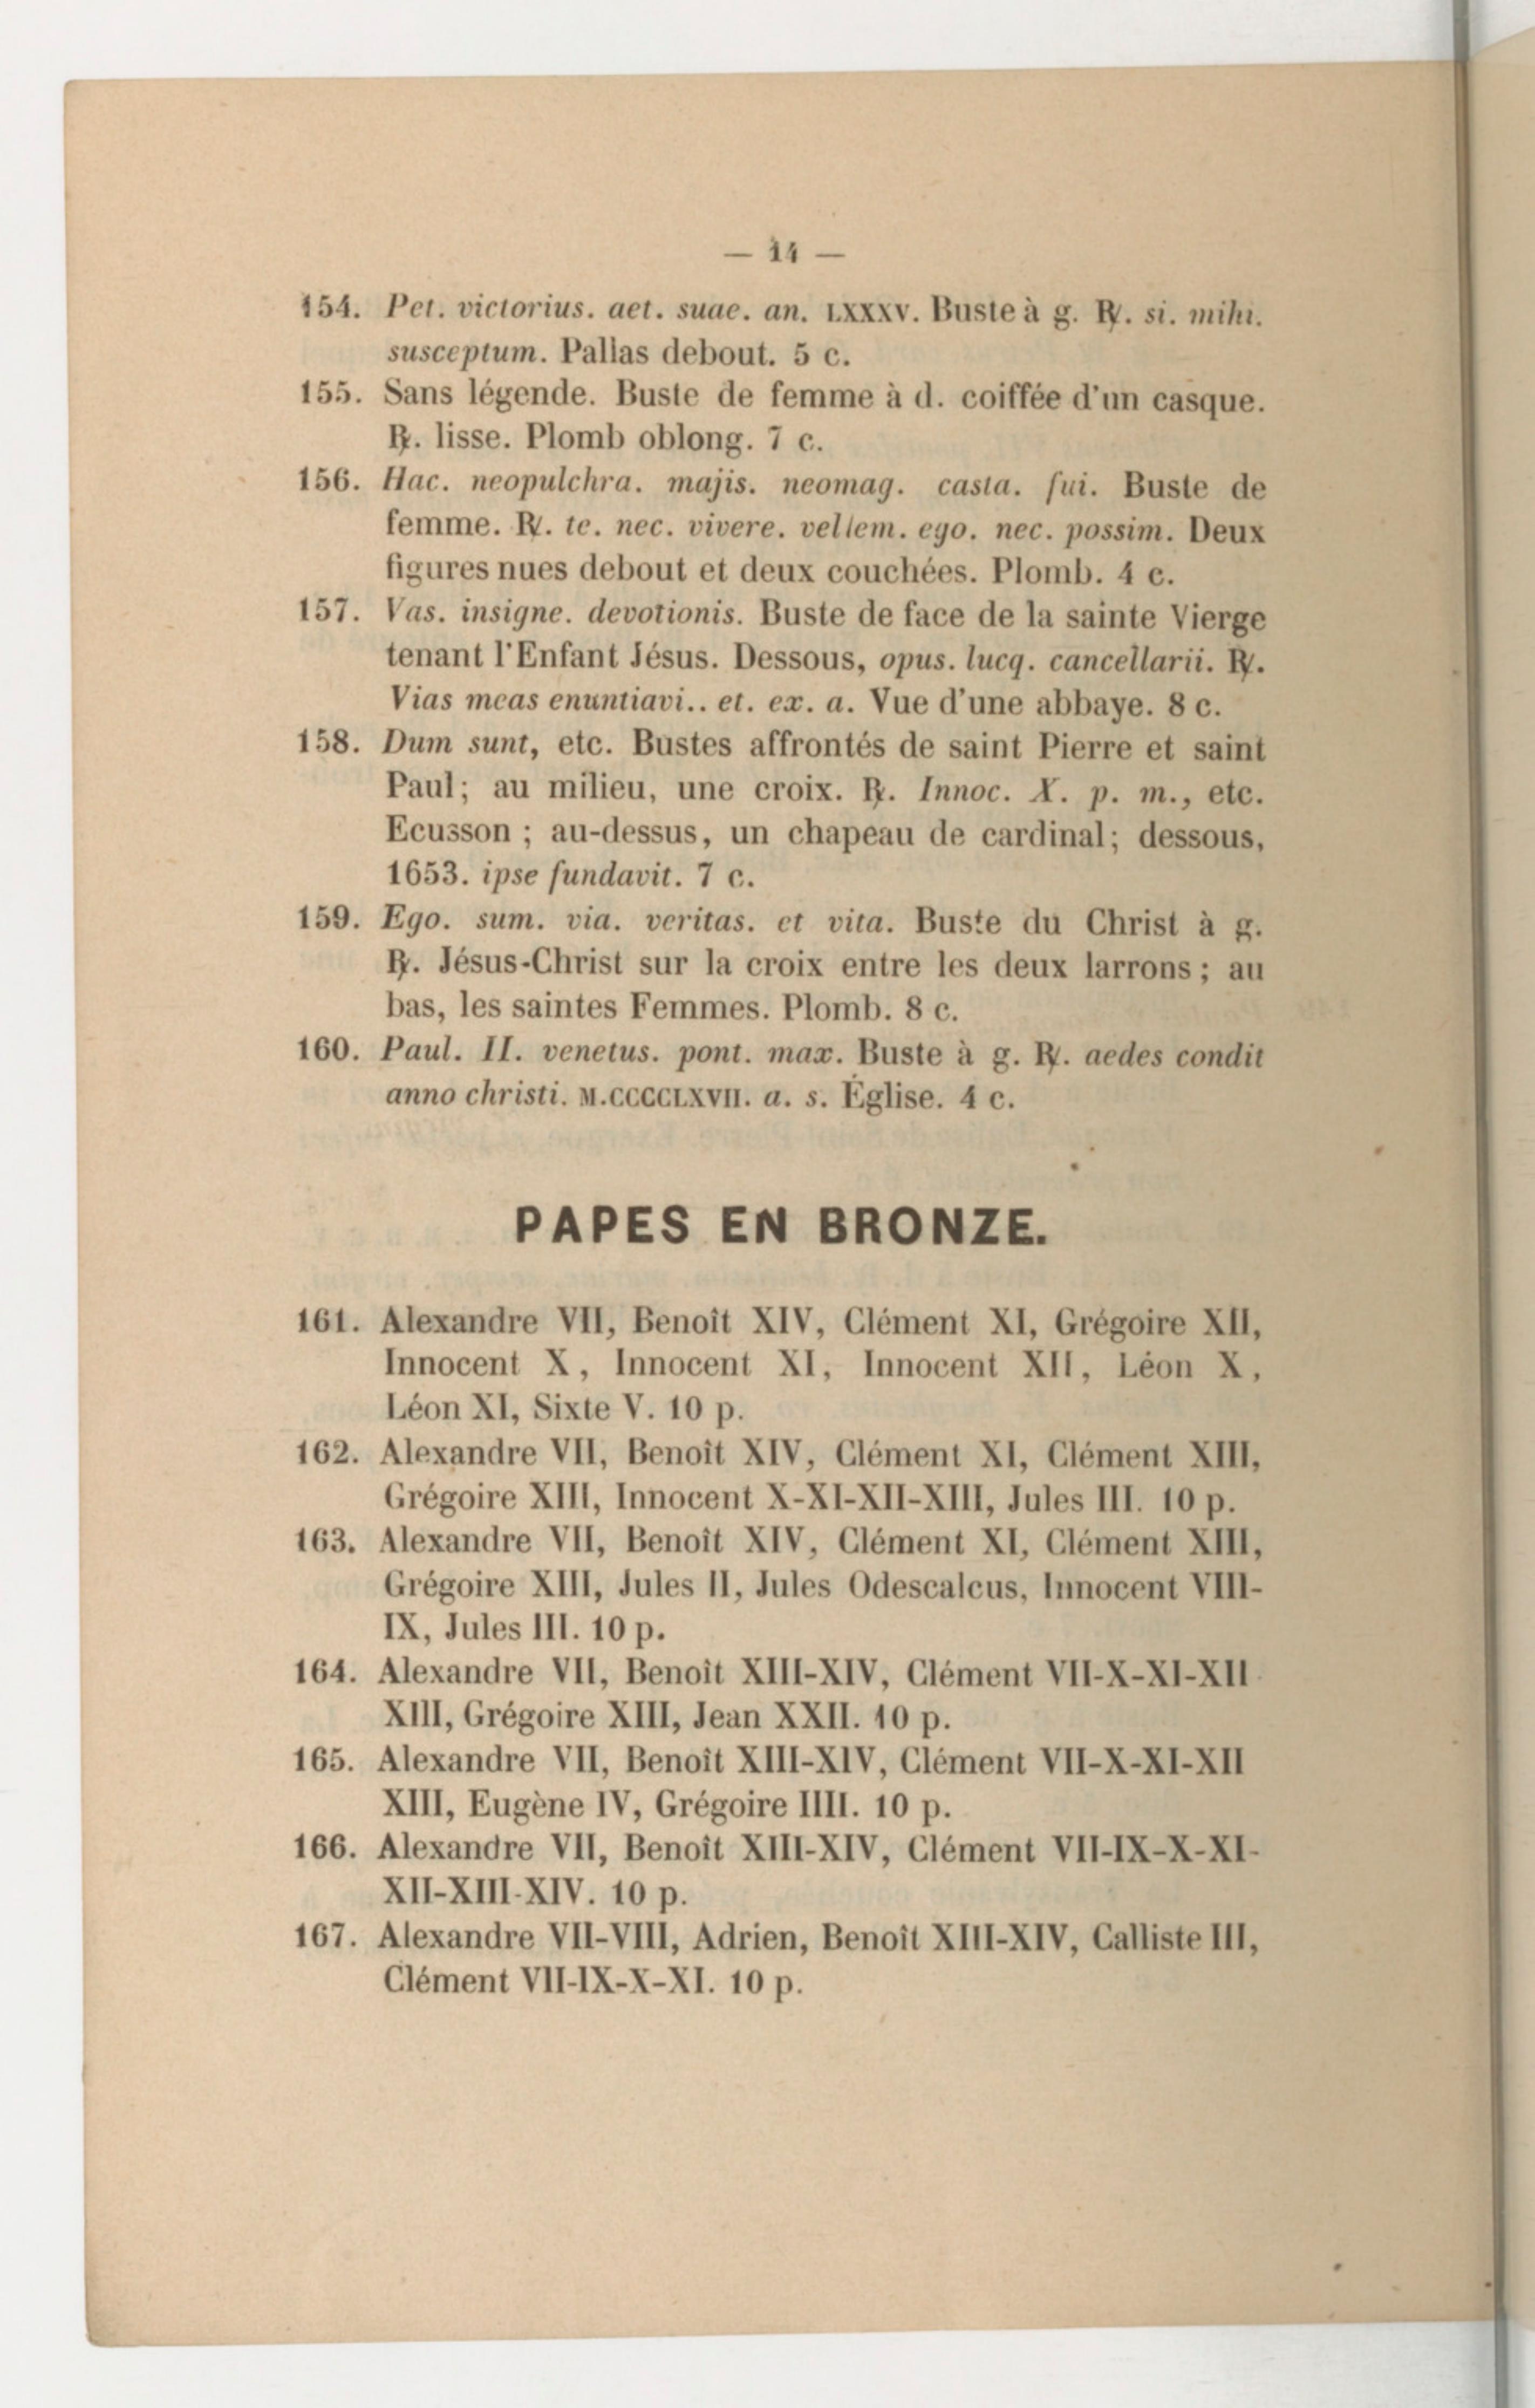 — 14 —
154. Pet. victorius. aet. suae. an. LXXXV. Buste à g. ℟. si. mihi.
susceptum. Pallas debout. 5 c.
155. Sans légende. Buste de femme à d. coiffée d'un casque.
℟. lisse. Plomb oblong. 7 c.
156. Hac. neopulchra. majis. neomag. casta. fui. Buste de
femme. ℟. te. nec. vivere. vellem. ego. nec. possim. Deux
figures nues debout et deux couchées. Plomb. 4 c.
157. Vas. insigne. devotionis. Buste de face de la sainte Vierge
tenant l'Enfant Jésus. Dessous, opus. lucq. cancellarii. ℟.
Vias meas enuntiavi.. et. ex. a. Vue d'une abbaye. 8 c.
158. Dum sunt, etc. Bustes affrontés de saint Pierre et saint
Paul; au milieu, une croix. ℟. Innoc. X. p. m., etc.
Ecusson ; au-dessus, un chapeau de cardinal; dessous,
1653. ipse fundavit. 7 c.
159. Ego. sum. via. veritas. et vita. Buste du Christ à g.
℟. Jésus-Christ sur la croix entre les deux larrons; au
bas, les saintes Femmes. Plomb. 8 c.
160. Paul. II. venetus. pont. max. Buste à g. ℟. aedes condit
anno christi. M.CCCCLXVII. a. s. Église. 4 c.
PAPES EN BRONZE.
161. Alexandre VII, Benoît XIV, Clément XI, Grégoire XII,
Innocent X, Innocent XI, Innocent XII, Léon X,
Léon XI, Sixte V. 10 p.
162. Alexandre VII, Benoît XIV, Clément XI, Clément XIII,
Grégoire XIII, Innocent X-XI-XII-XIII, Jules III. 10 p.
163. Alexandre VII, Benoît XIV, Clément XI, Clément XIII,
Grégoire XIII, Jules II, Jules Odescalcus, Innocent VIII-
IX, Jules III. 10 p.
164. Alexandre VII, Benoît XIII-XIV, Clément VII-X-XI-XII-
XIII, Grégoire XIII, Jean XXII. 10 p.
165. Alexandre VII, Benoît XIII-XIV, Clément VII-X-XI-XII
XIII, Eugène IV, Grégoire IIII. 10 p.
166. Alexandre VII, Benoît XIII-XIV, Clément VII-IX-X-XI-
XII-XIII-XIV. 10 p.
167. Alexandre VII-VIII, Adrien, Benoît XIII-XIV, Calliste III,
Clément VII-IX-X-XI. 10 p.